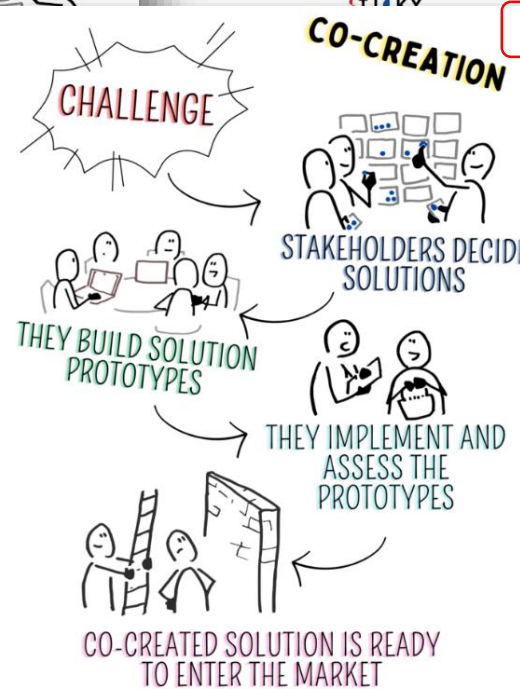 CO-CREATION
CHALLENGE
STAKEHOLDERS DECID
SOLUTIONS
THEY BUILD SOLUTION
PROTOTYPES
THEY IMPLEMENT AND
ASSESS THE
PROTOTYPES
CO-CREATED SOLUTION IS READY
TO ENTER THE MARKET